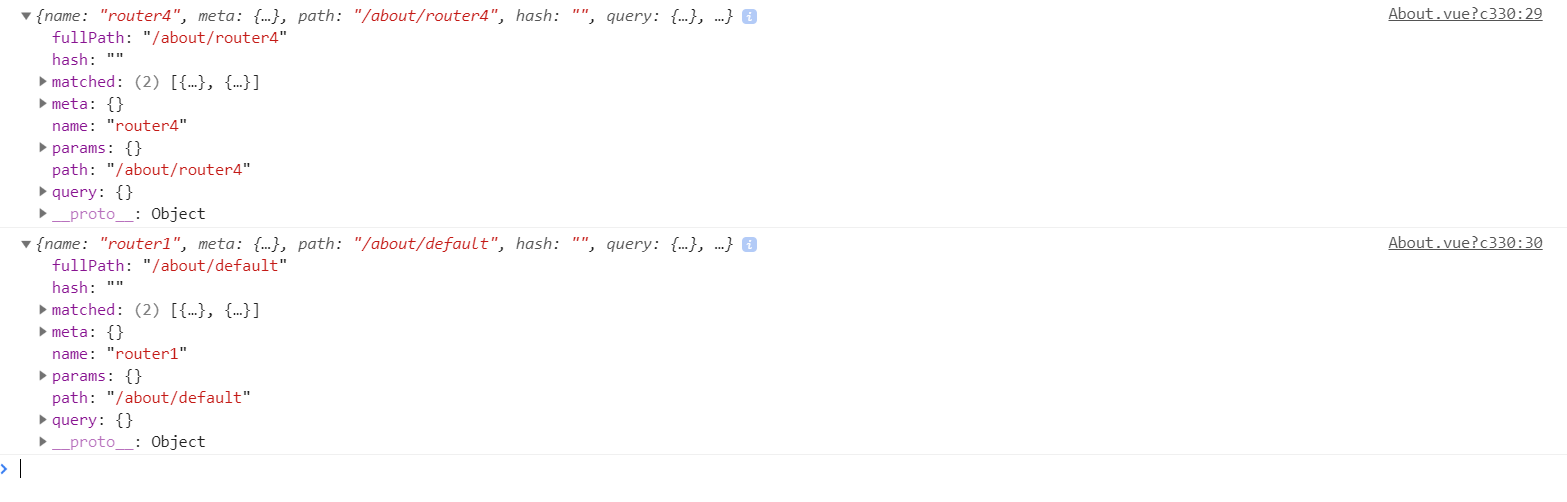 ▼{name: "router4", meta: {…}, path: "/about/router4", hash: "", query: {…}, …} i About.vue?c330:29
fullPath: "/about/router4"
hash: ""
▶matched: (2) [{…}, {…}]
▶meta: {}
name: "router4"
▶params: {}
path: "/about/router4"
▶query: {}
▶__proto__: Object
▼{name: "router1", meta: {…}, path: "/about/default", hash: "", query: {…}, …} i About.vue?c330:30
fullPath: "/about/default"
hash: ""
▶matched: (2) [{…}, {…}]
▶meta: {}
name: "router1"
▶params: {}
path: "/about/default"
▶query: {}
▶__proto__: Object